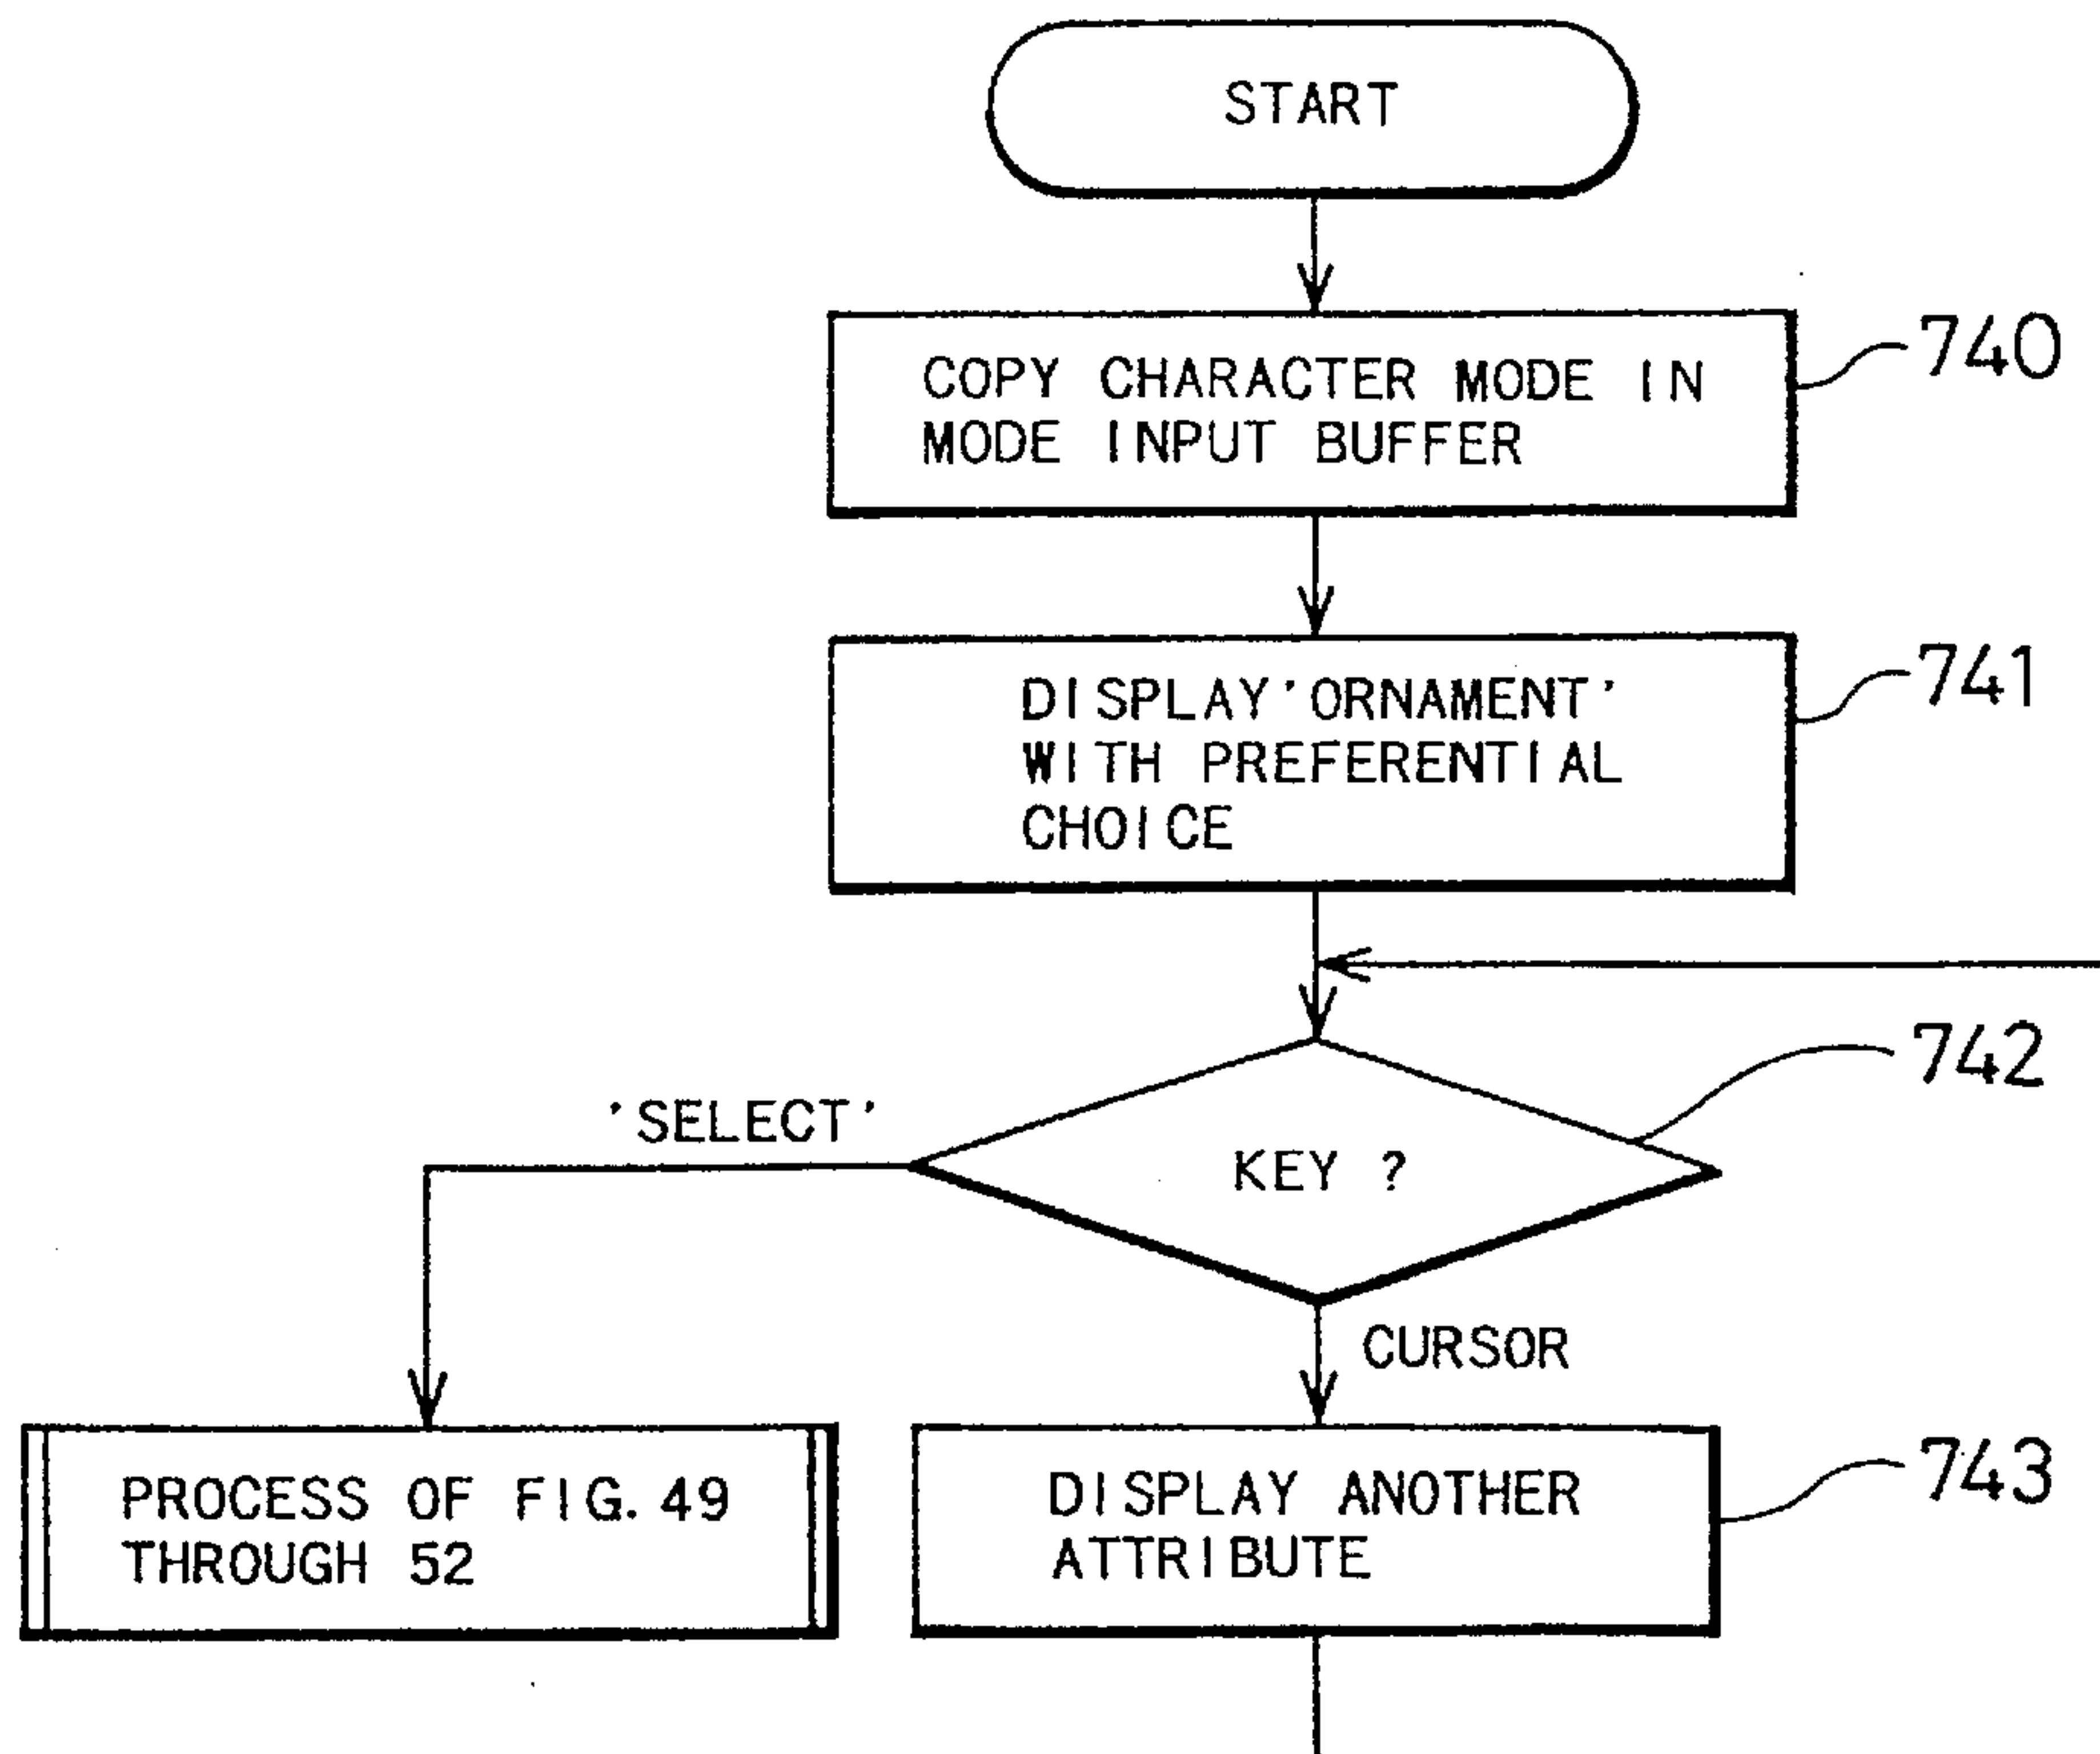 START
COPY CHARACTER MODE IN
MODE INPUT BUFFER
740
DISPLAY 'ORNAMENT'
WITH PREFERENTIAL
CHOICE
741
742
'SELECT'
KEY ?
CURSOR
PROCESS OF FIG. 49
THROUGH 52
DISPLAY ANOTHER
ATTRIBUTE
743